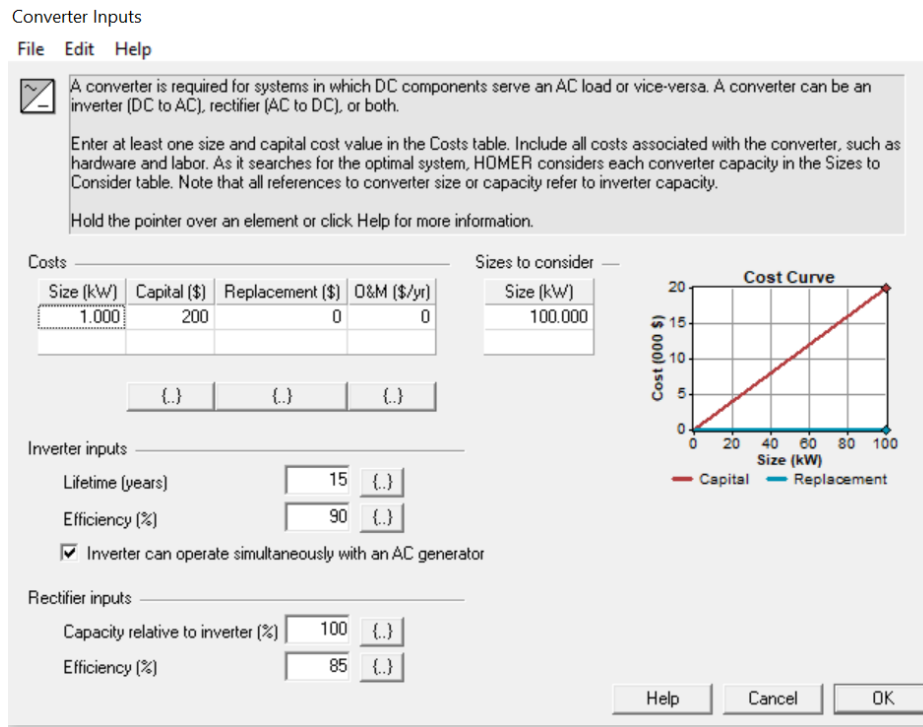 Converter Inputs
File Edit Help
A converter is required for systems in which DC components serve an AC load or vice-versa. A converter can be an
inverter (DC to AC), rectifier (AC to DC), or both.
Enter at least one size and capital cost value in the Costs table. Include all costs associated with the converter, such as
hardware and labor. As it searches for the optimal system, HOMER considers each converter capacity in the Sizes to
Consider table. Note that all references to converter size or capacity refer to inverter capacity.
Hold the pointer over an element or click Help for more information.
Costs
Size (kW) Capital ($) Replacement ($) O&M ($/yr)
1.000 200 0 0
{..} {..} {..}
Sizes to consider
Size (kW)
100.000
Cost Curve
Cost (000 $)
20
15
10
5
0
0 20 40 60 80 100
Size (kW)
Capital Replacement
Inverter inputs
Lifetime (years) 15 {..}
Efficiency (%) 90 {..}
Inverter can operate simultaneously with an AC generator
Rectifier inputs
Capacity relative to inverter (%) 100 {..}
Efficiency (%) 85 {..}
Help Cancel OK